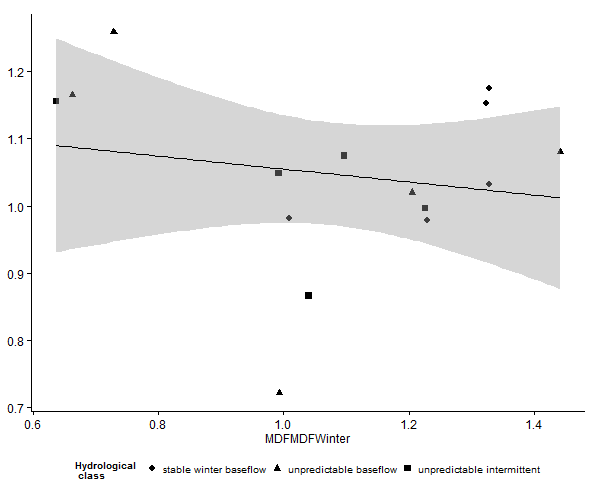 1.2
1.1
1.0
0.9
0.8
0.7
0.6 0.8 1.0 1.2 1.4
MDFMDFWinter
Hydrological
class
stable winter baseflow unpredictable baseflow unpredictable intermittent